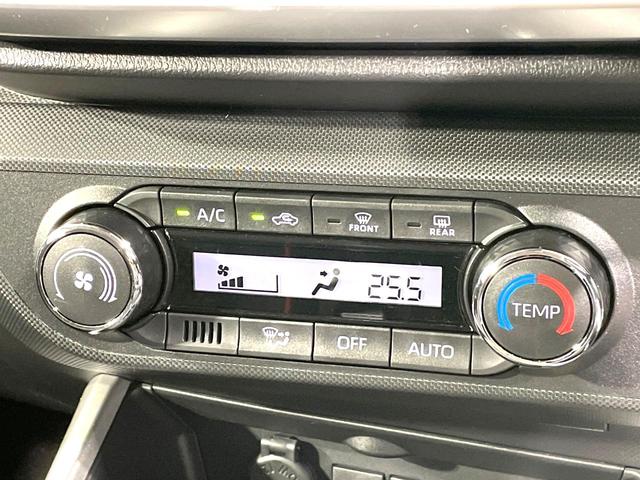 A/C
FRONT
REAR
25.5
TEMP
OFF
AUTO